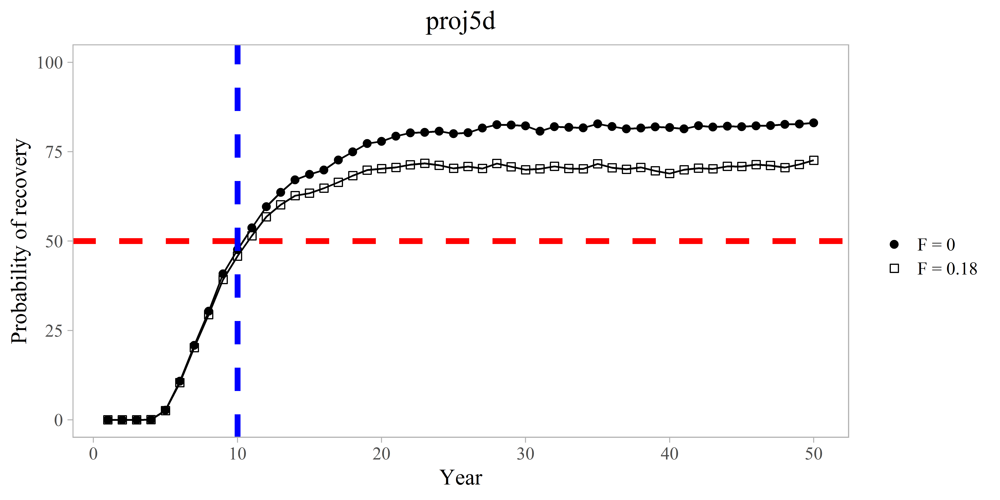 proj5d
Probability of recovery
100
75
50
25
0
0 10 20 30 40 50
Year
F = 0
F = 0.18